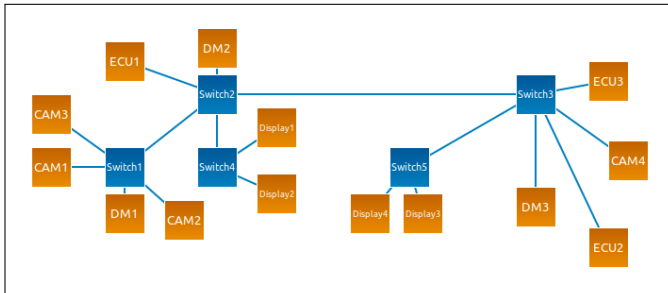 DM2
ECU1
ECU3
Switch2
Switch3
CAM3
Display1
CAM1
Switch1
Switch4
Switch5
CAM4
Display2
DM1
CAM2
Display4
Display3
DM3
ECU2